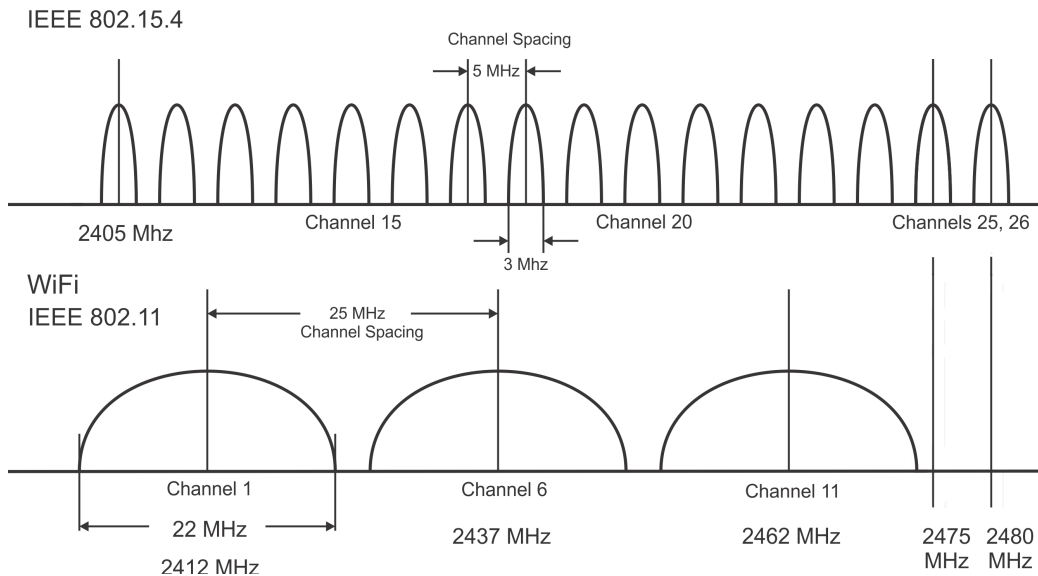 IEEE 802.15.4
Channel Spacing
5 MHz
Channel 15
Channel 20
Channels 25, 26
2405 Mhz
3 Mhz
WiFi
IEEE 802.11
25 MHz
Channel Spacing
Channel 1
Channel 6
Channel 11
22 MHz
2412 MHz
2437 MHz
2462 MHz
2475
MHz
2480
MHz